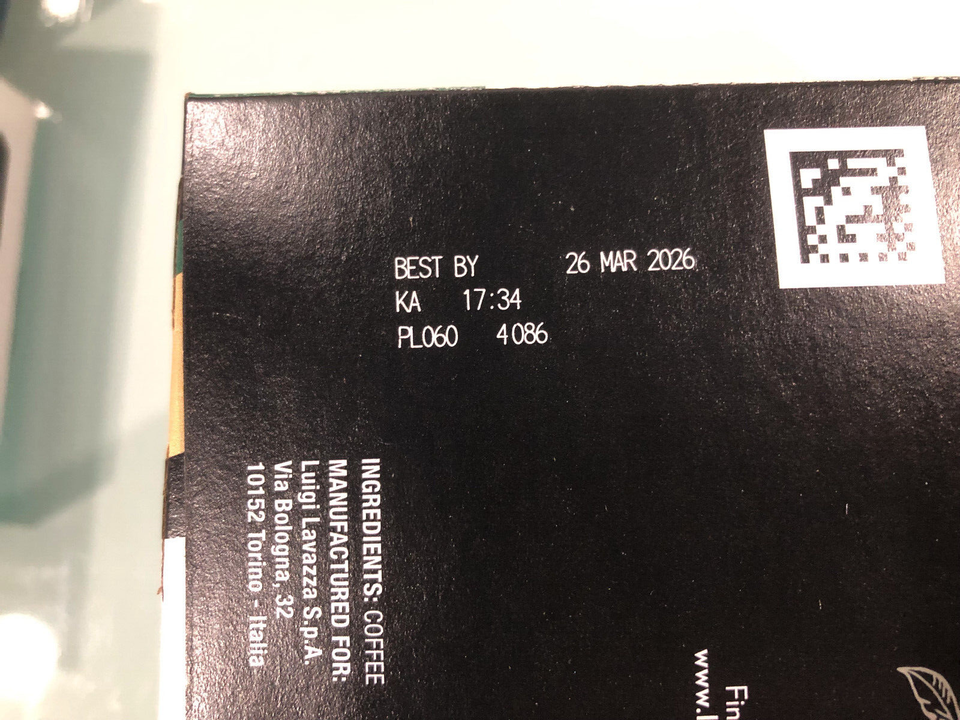 BEST BY 26 MAR 2026
KA 17:34
PL060 4086
INGREDIENTS: COFFEE
MANUFACTURED FOR:
Luigi Lavazza S.p.A.
Via Bologna, 32
10152 Torino - Italia